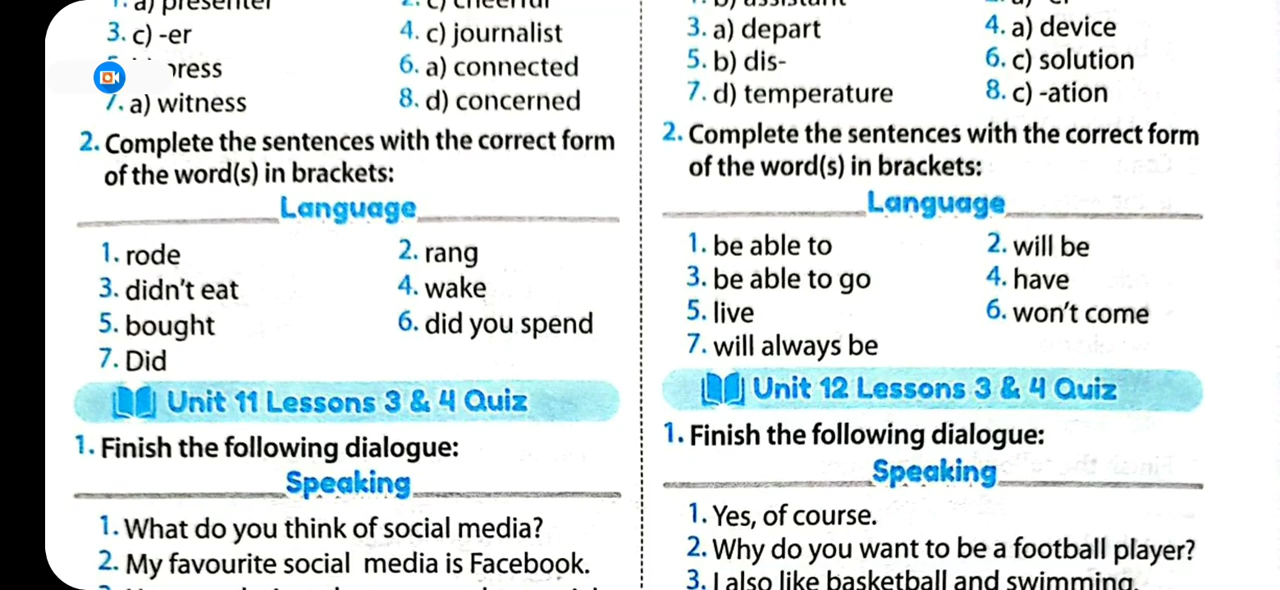 1. a) presenter 2. c) cheerful
3. c) -er 4. c) journalist
press 6. a) connected
7. a) witness 8. d) concerned
2. Complete the sentences with the correct form
of the word(s) in brackets:
Language
1. rode 2. rang
3. didn't eat 4. wake
5. bought 6. did you spend
7. Did
Unit 11 Lessons 3 & 4 Quiz
1. Finish the following dialogue:
Speaking
1. What do you think of social media?
2. My favourite social media is Facebook.
1. b) assistant
3. a) depart 4. a) device
5. b) dis- 6. c) solution
7. d) temperature 8. c) -ation
2. Complete the sentences with the correct form
of the word(s) in brackets:
Language
1. be able to 2. will be
3. be able to go 4. have
5. live 6. won't come
7. will always be
Unit 12 Lessons 3 & 4 Quiz
1. Finish the following dialogue:
Speaking
1. Yes, of course.
2. Why do you want to be a football player?
3. I also like basketball and swimming.